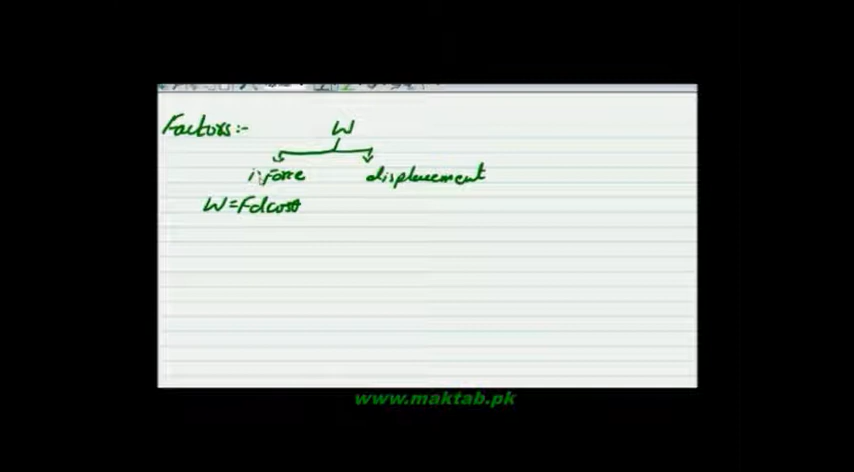 Factors:- W
i, Force displacement
W=Fdcosθ
www.maktab.pk